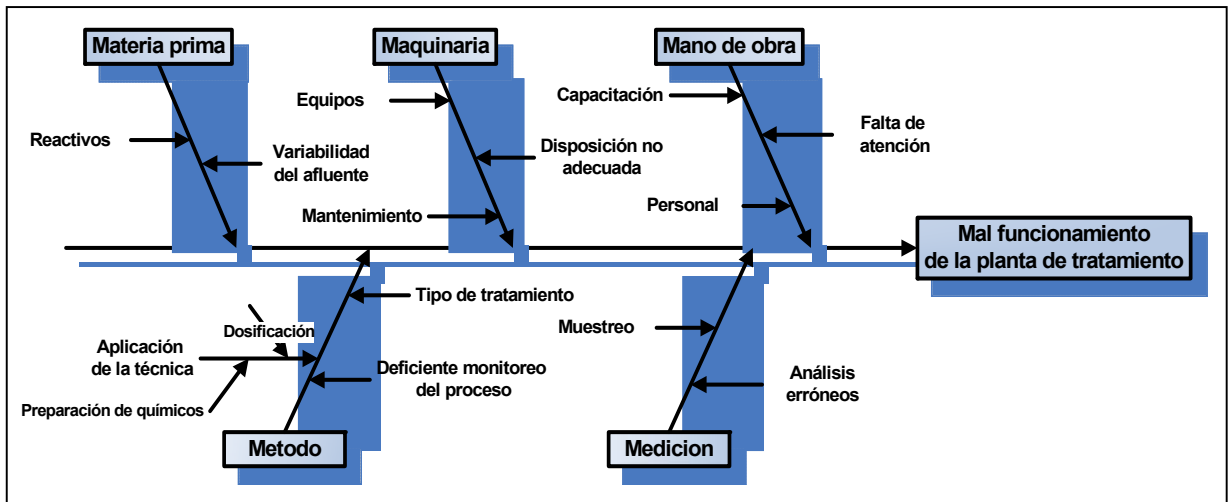 Materia prima
Maquinaria
Mano de obra
Equipos
Capacitación
Reactivos
Variabilidad
del afluente
Disposición no
adecuada
Falta de
atención
Mantenimiento
Personal
Mal funcionamiento
de la planta de tratamiento
Tipo de tratamiento
Dosificación
Muestreo
Aplicación
de la técnica
Deficiente monitoreo
del proceso
Análisis
erróneos
Preparación de químicos
Metodo
Medicion